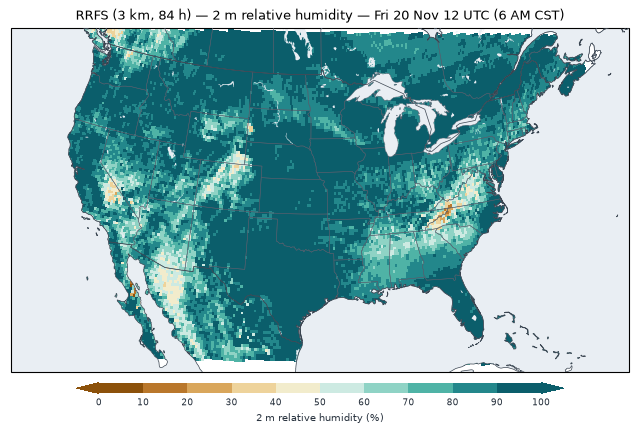 RRFS (3 km, 84 h) — 2 m relative humidity — Fri 20 Nov 12 UTC (6 AM CST)
0 10 20 30 40 50 60 70 80 90 100
2 m relative humidity (%)